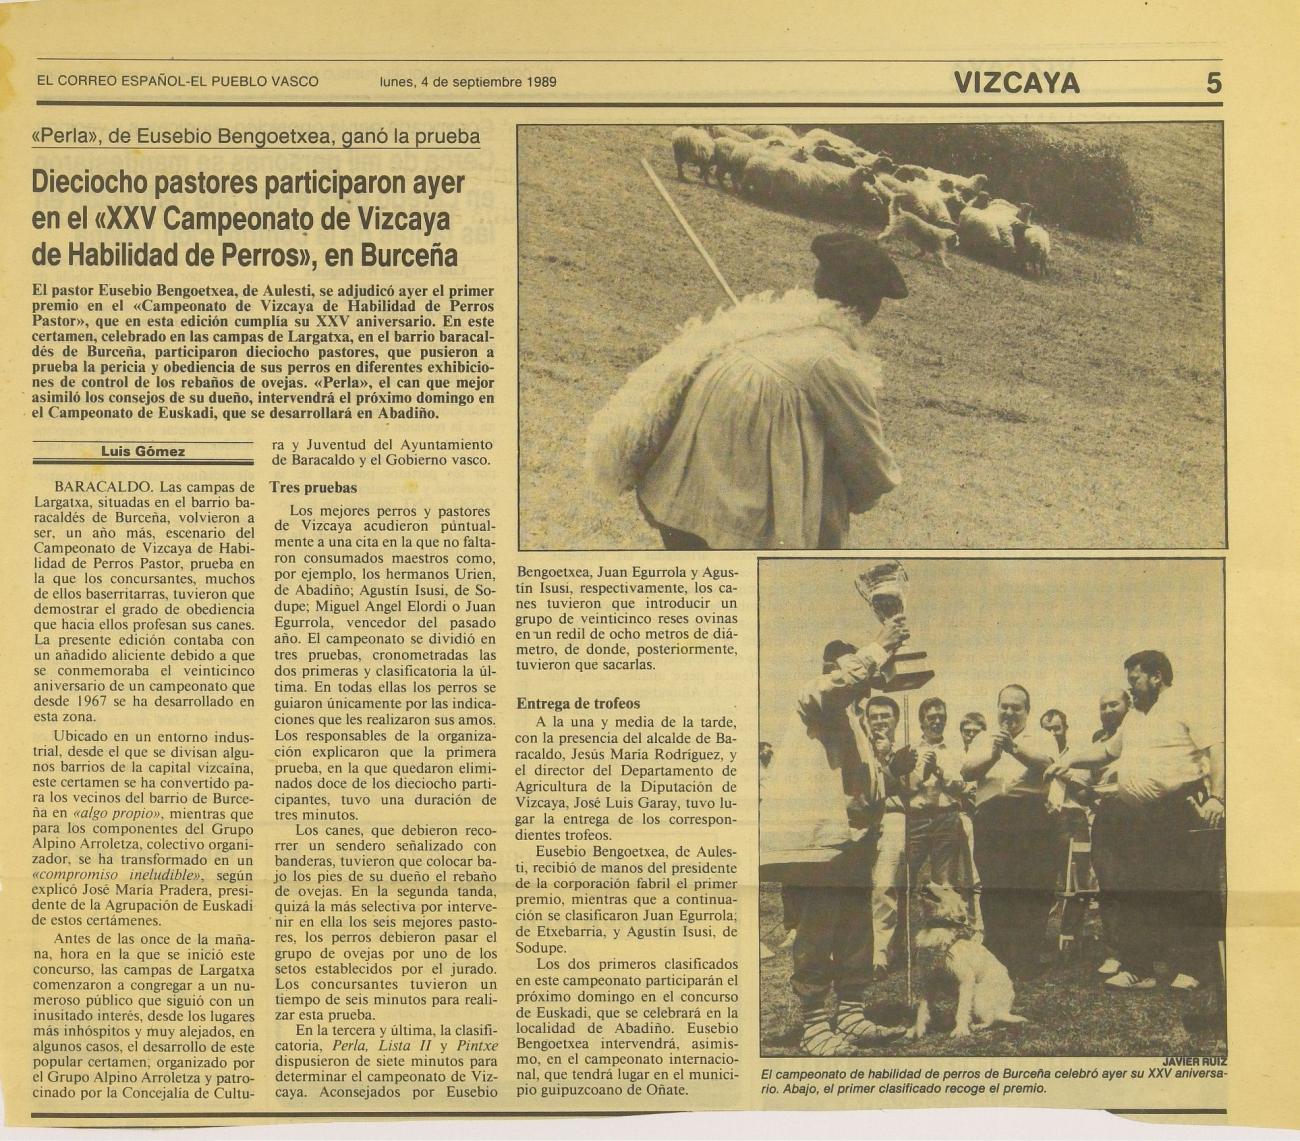 EL CORREO ESPAÑOL-EL PUEBLO VASCO lunes, 4 de septiembre 1989 VIZCAYA 5
«Perla», de Eusebio Bengoetxea, ganó la prueba
Dieciocho pastores participaron ayer
en el «XXV Campeonato de Vizcaya
de Habilidad de Perros», en Burceña
El pastor Eusebio Bengoetxea, de Aulesti, se adjudicó ayer el primer
premio en el «Campeonato de Vizcaya de Habilidad de Perros
Pastor», que en esta edición cumplía su XXV aniversario. En este
certamen, celebrado en las campas de Largatxa, en el barrio baracal-
dés de Burceña, participaron dieciocho pastores, que pusieron a
prueba la pericia y obediencia de sus perros en diferentes exhibicio-
nes de control de los rebaños de ovejas. «Perla», el can que mejor
asimiló los consejos de su dueño, intervendrá el próximo domingo en
el Campeonato de Euskadi, que se desarrollará en Abadiño.
Luis Gómez
BARACALDO. Las campas de
Largatxa, situadas en el barrio ba-
racaldés de Burceña, volvieron a
ser, un año más, escenario del
Campeonato de Vizcaya de Habi-
lidad de Perros Pastor, prueba en
la que los concursantes, muchos
de ellos baserritarras, tuvieron que
demostrar el grado de obediencia
que hacia ellos profesan sus canes.
La presente edición contaba con
un añadido aliciente debido a que
se conmemoraba el veinticinco
aniversario de un campeonato que
desde 1967 se ha desarrollado en
esta zona.
Ubicado en un entorno indus-
trial, desde el que se divisan algu-
nos barrios de la capital vizcaína,
este certamen se ha convertido pa-
ra los vecinos del barrio de Burce-
ña en «algo propio», mientras que
para los componentes del Grupo
Alpino Arroletza, colectivo organi-
zador, se ha transformado en un
«compromiso ineludible», según
explicó José María Pradera, presi-
dente de la Agrupación de Euskadi
de estos certámenes.
Antes de las once de la maña-
na, hora en la que se inició este
concurso, las campas de Largatxa
comenzaron a congregar a un nu-
meroso público que siguió con un
inusitado interés, desde los lugares
más inhóspitos y muy alejados, en
algunos casos, el desarrollo de este
popular certamen, organizado por
el Grupo Alpino Arroletza y patro-
cinado por la Concejalía de Cultu-
ra y Juventud del Ayuntamiento
de Baracaldo y el Gobierno vasco.
Tres pruebas
Los mejores perros y pastores
de Vizcaya acudieron puntual-
mente a una cita en la que no falta-
ron consumados maestros como,
por ejemplo, los hermanos Urien,
de Abadiño; Agustín Isusi, de So-
dupe; Miguel Angel Elordi o Juan
Egurrola, vencedor del pasado
año. El campeonato se dividió en
tres pruebas, cronometradas las
dos primeras y clasificatoria la úl-
tima. En todas ellas los perros se
guiaron únicamente por las indica-
ciones que les realizaron sus amos.
Los responsables de la organiza-
ción explicaron que la primera
prueba, en la que quedaron elimi-
nados doce de los dieciocho parti-
cipantes, tuvo una duración de
tres minutos.
Los canes, que debieron reco-
rrer un sendero señalizado con
banderas, tuvieron que colocar ba-
jo los pies de su dueño el rebaño
de ovejas. En la segunda tanda,
quizá la más selectiva por interve-
nir en ella los seis mejores pasto-
res, los perros debieron pasar el
grupo de ovejas por uno de los
setos establecidos por el jurado.
Los concursantes tuvieron un
tiempo de seis minutos para reali-
zar esta prueba.
En la tercera y última, la clasifi-
catoria, Perla, Lista II y Pintxe
dispusieron de siete minutos para
determinar el campeonato de Viz-
caya. Aconsejados por Eusebio
Bengoetxea, Juan Egurrola y Agus-
tín Isusi, respectivamente, los ca-
nes tuvieron que introducir un
grupo de veinticinco reses ovinas
en un redil de ocho metros de diá-
metro, de donde, posteriormente,
tuvieron que sacarlas.
Entrega de trofeos
A la una y media de la tarde,
con la presencia del alcalde de Ba-
racaldo, Jesús María Rodríguez, y
el director del Departamento de
Agricultura de la Diputación de
Vizcaya, José Luis Garay, tuvo lu-
gar la entrega de los correspon-
dientes trofeos.
Eusebio Bengoetxea, de Aules-
ti, recibió de manos del presidente
de la corporación fabril el primer
premio, mientras que a continua-
ción se clasificaron Juan Egurrola,
de Etxebarria, y Agustín Isusi, de
Sodupe.
Los dos primeros clasificados
en este campeonato participarán el
próximo domingo en el concurso
de Euskadi, que se celebrará en la
localidad de Abadiño. Eusebio
Bengoetxea intervendrá, asimis-
mo, en el campeonato internacio-
nal, que tendrá lugar en el munici-
pio guipuzcoano de Oñate.
JAVIER RUIZ
El campeonato de habilidad de perros de Burceña celebró ayer su XXV aniversa-
rio. Abajo, el primer clasificado recoge el premio.